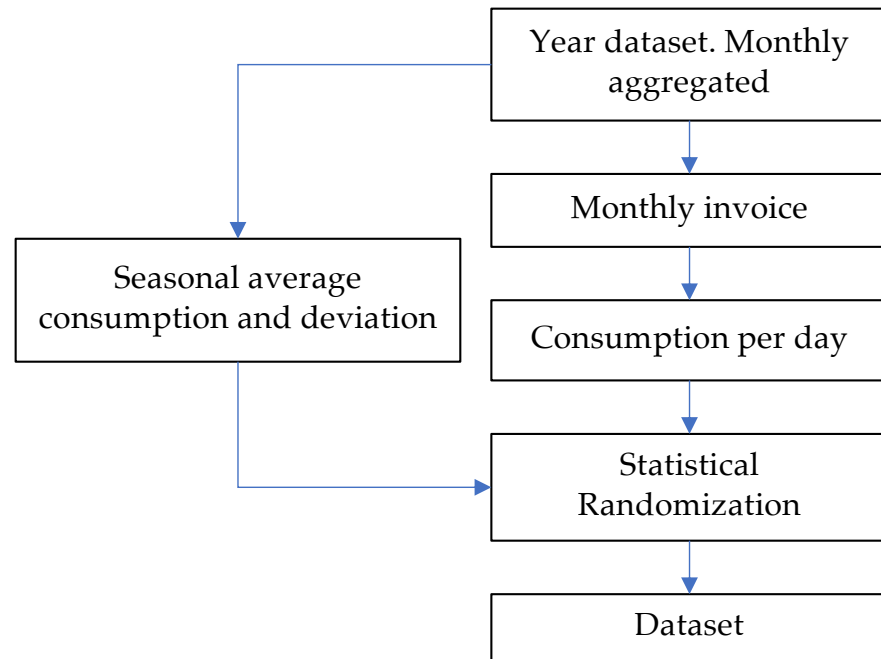 Year dataset. Monthly
aggregated
Monthly invoice
Seasonal average
consumption and deviation
Consumption per day
Statistical
Randomization
Dataset